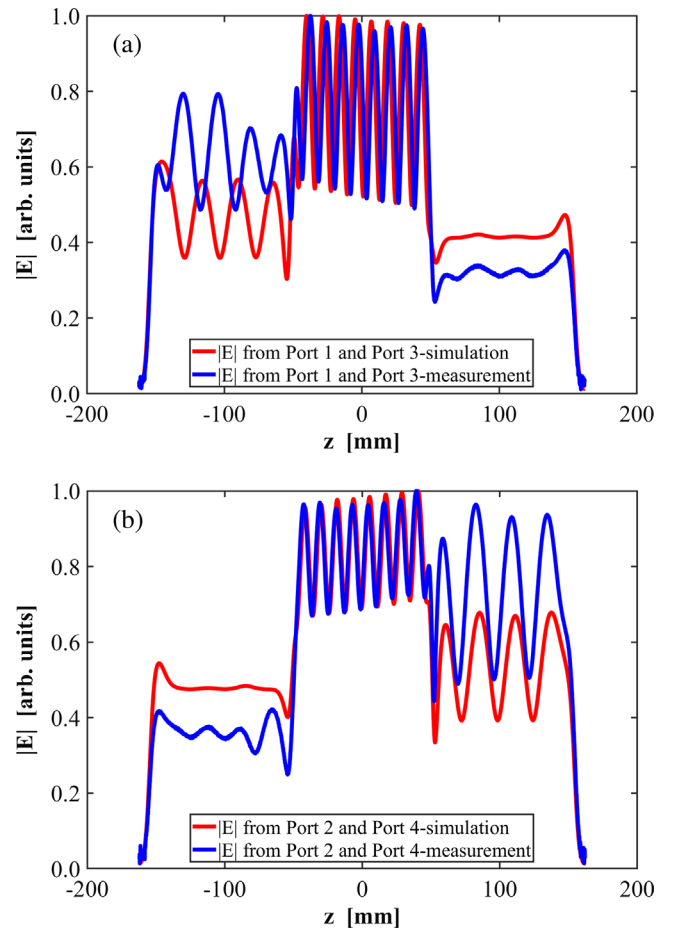 (a)
1.0
0.8
0.6
0.4
0.2
0.0
|E| [arb. units]
|E| from Port 1 and Port 3-simulation
|E| from Port 1 and Port 3-measurement
-200 -100 0 100 200
z [mm]
(b)
1.0
0.8
0.6
0.4
0.2
0.0
|E| [arb. units]
|E| from Port 2 and Port 4-simulation
|E| from Port 2 and Port 4-measurement
-200 -100 0 100 200
z [mm]